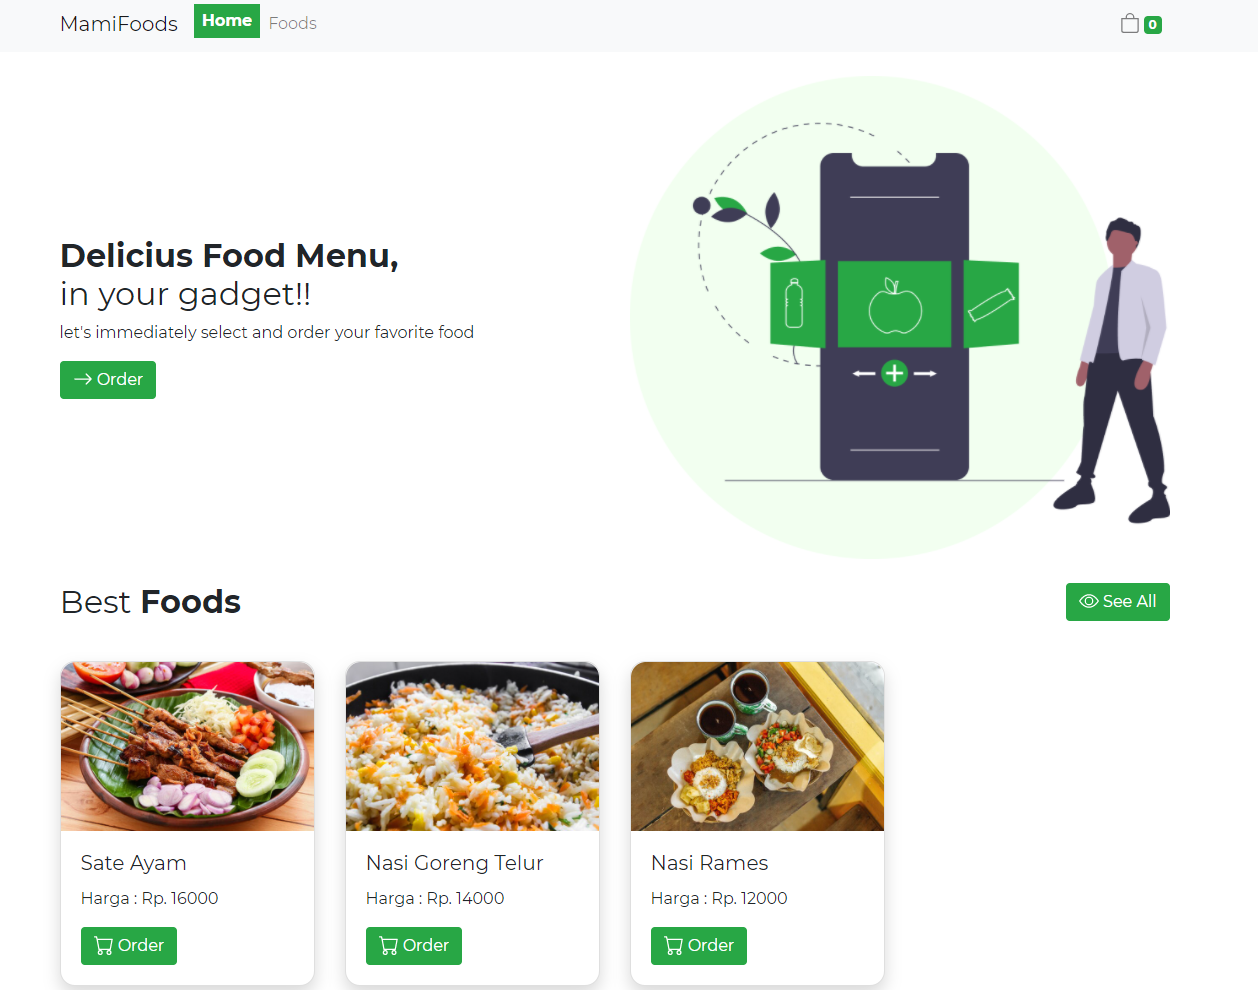 MamiFoods Home Foods 0
Delicius Food Menu,
in your gadget!!
let's immediately select and order your favorite food
Order
Best Foods
See All
Sate Ayam
Harga : Rp. 16000
Order
Nasi Goreng Telur
Harga : Rp. 14000
Order
Nasi Rames
Harga : Rp. 12000
Order